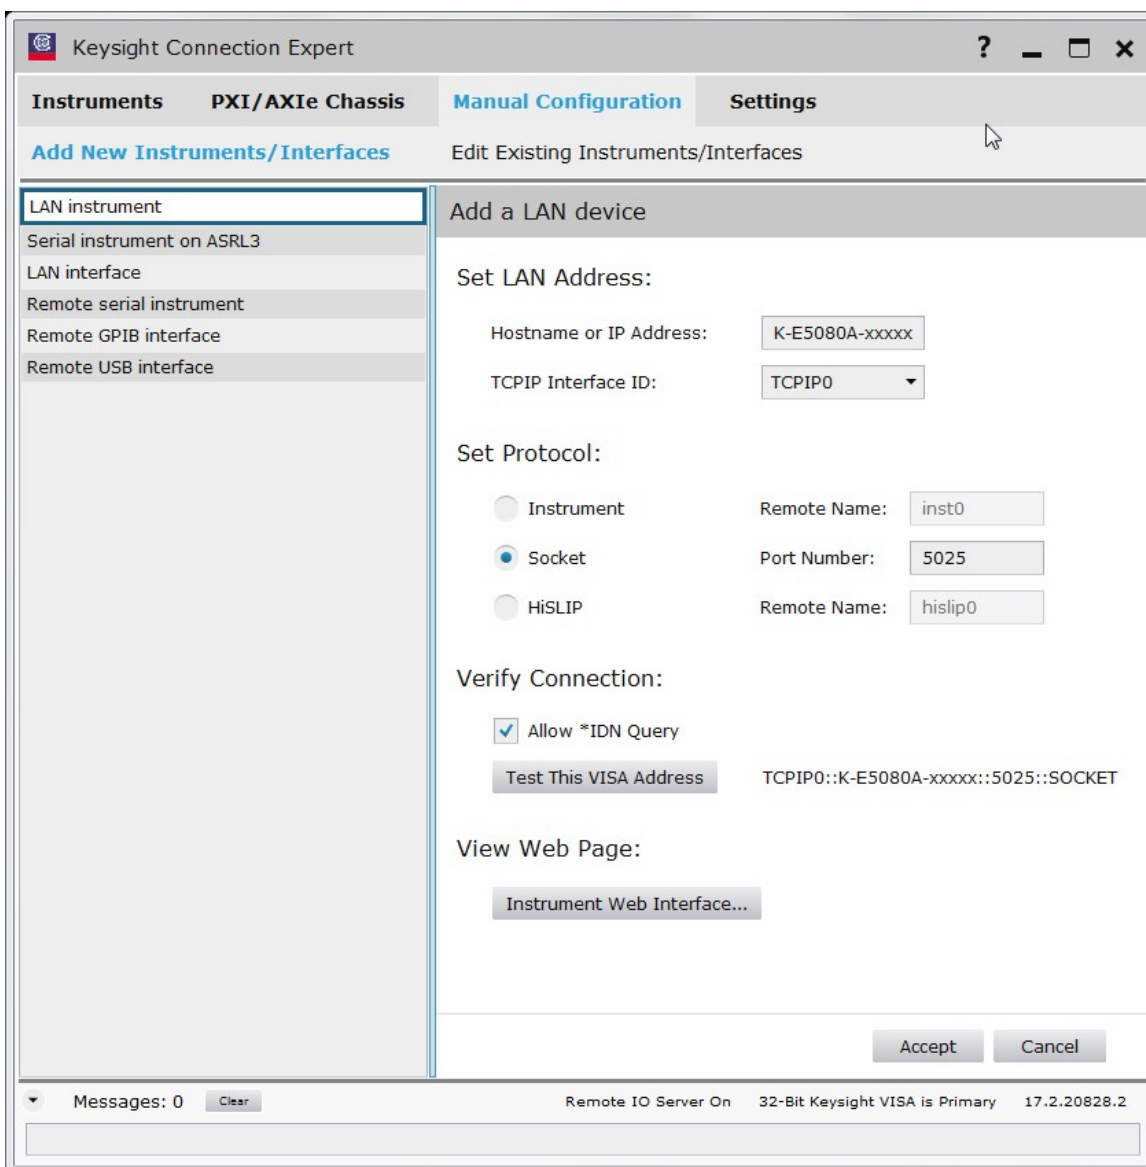 Keysight Connection Expert
?
Instruments PXI/AXIe Chassis Manual Configuration Settings
Add New Instruments/Interfaces Edit Existing Instruments/Interfaces
LAN instrument
Serial instrument on ASRL3
LAN interface
Remote serial instrument
Remote GPIB interface
Remote USB interface
Add a LAN device
Set LAN Address:
Hostname or IP Address: K-E5080A-xxxxx
TCPIP Interface ID: TCPIP0
Set Protocol:
Instrument Remote Name: inst0
Socket Port Number: 5025
HiSLIP Remote Name: hislip0
Verify Connection:
Allow *IDN Query
Test This VISA Address TCPIP0::K-E5080A-xxxxx::5025::SOCKET
View Web Page:
Instrument Web Interface...
Accept Cancel
Messages: 0 Clear Remote IO Server On 32-Bit Keysight VISA is Primary 17.2.20828.2